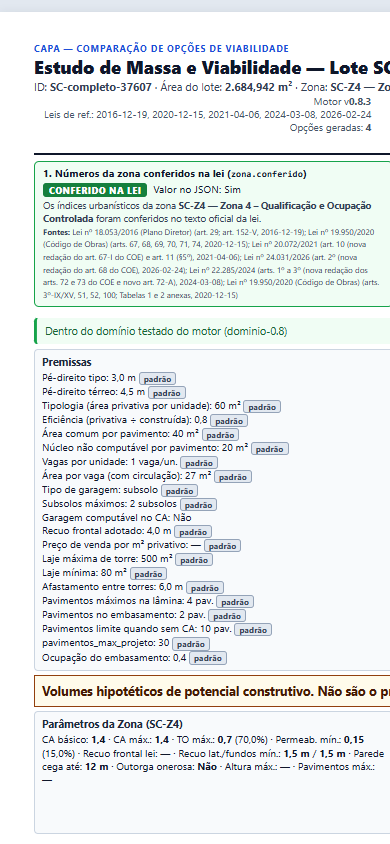 CAPA — COMPARAÇÃO DE OPÇÕES DE VIABILIDADE
Estudo de Massa e Viabilidade — Lote SC
ID: SC-completo-37607 · Área do lote: 2.684,942 m² · Zona: SC-Z4 — Zo
Motor v0.8.3
Leis de ref.: 2016-12-19, 2020-12-15, 2021-04-06, 2024-03-08, 2026-02-24
Opções geradas: 4
1. Números da zona conferidos na lei (zona.conferido)
CONFERIDO NA LEI Valor no JSON: Sim
Os índices urbanísticos da zona SC-Z4 — Zona 4 – Qualificação e Ocupação
Controlada foram conferidos no texto oficial da lei.
Fontes: Lei nº 18.053/2016 (Plano Diretor) (art. 29; art. 152-V, 2016-12-19); Lei nº 19.950/2020
(Código de Obras) (arts. 67, 68, 69, 70, 71, 74, 2020-12-15); Lei nº 20.072/2021 (art. 10 (nova
redação do art. 67-I do COE) e art. 11 (§5º), 2021-04-06); Lei nº 24.031/2026 (art. 2º (nova
redação do art. 68 do COE), 2026-02-24); Lei nº 22.285/2024 (arts. 1º a 3º (nova redação dos
arts. 72 e 73 do COE e novo art. 72-A), 2024-03-08); Lei nº 19.950/2020 (Código de Obras) (arts.
3º-IX/XV, 51, 52, 100; Tabelas 1 e 2 anexas, 2020-12-15)
Dentro do domínio testado do motor (dominio-0.8)
Premissas
Pé-direito tipo: 3,0 m padrão
Pé-direito térreo: 4,5 m padrão
Tipologia (área privativa por unidade): 60 m² padrão
Eficiência (privativa ÷ construída): 0,8 padrão
Área comum por pavimento: 40 m² padrão
Núcleo não computável por pavimento: 20 m² padrão
Vagas por unidade: 1 vaga/un. padrão
Área por vaga (com circulação): 27 m² padrão
Tipo de garagem: subsolo padrão
Subsolos máximos: 2 subsolos padrão
Garagem computável no CA: Não
Recuo frontal adotado: 4,0 m padrão
Preço de venda por m² privativo: — padrão
Laje máxima de torre: 500 m² padrão
Laje mínima: 80 m² padrão
Afastamento entre torres: 6,0 m padrão
Pavimentos máximos na lâmina: 4 pav. padrão
Pavimentos no embasamento: 2 pav. padrão
Pavimentos limite quando sem CA: 10 pav. padrão
pavimentos_max_projeto: 30 padrão
Ocupação do embasamento: 0,4 padrão
Volumes hipotéticos de potencial construtivo. Não são o p
Parâmetros da Zona (SC-Z4)
CA básico: 1,4 · CA máx.: 1,4 · TO máx.: 0,7 (70,0%) · Permeab. mín.: 0,15
(15,0%) · Recuo frontal lei: — · Recuo lat./fundos mín.: 1,5 m / 1,5 m · Parede
cega até: 12 m · Outorga onerosa: Não · Altura máx.: — · Pavimentos máx.:
—